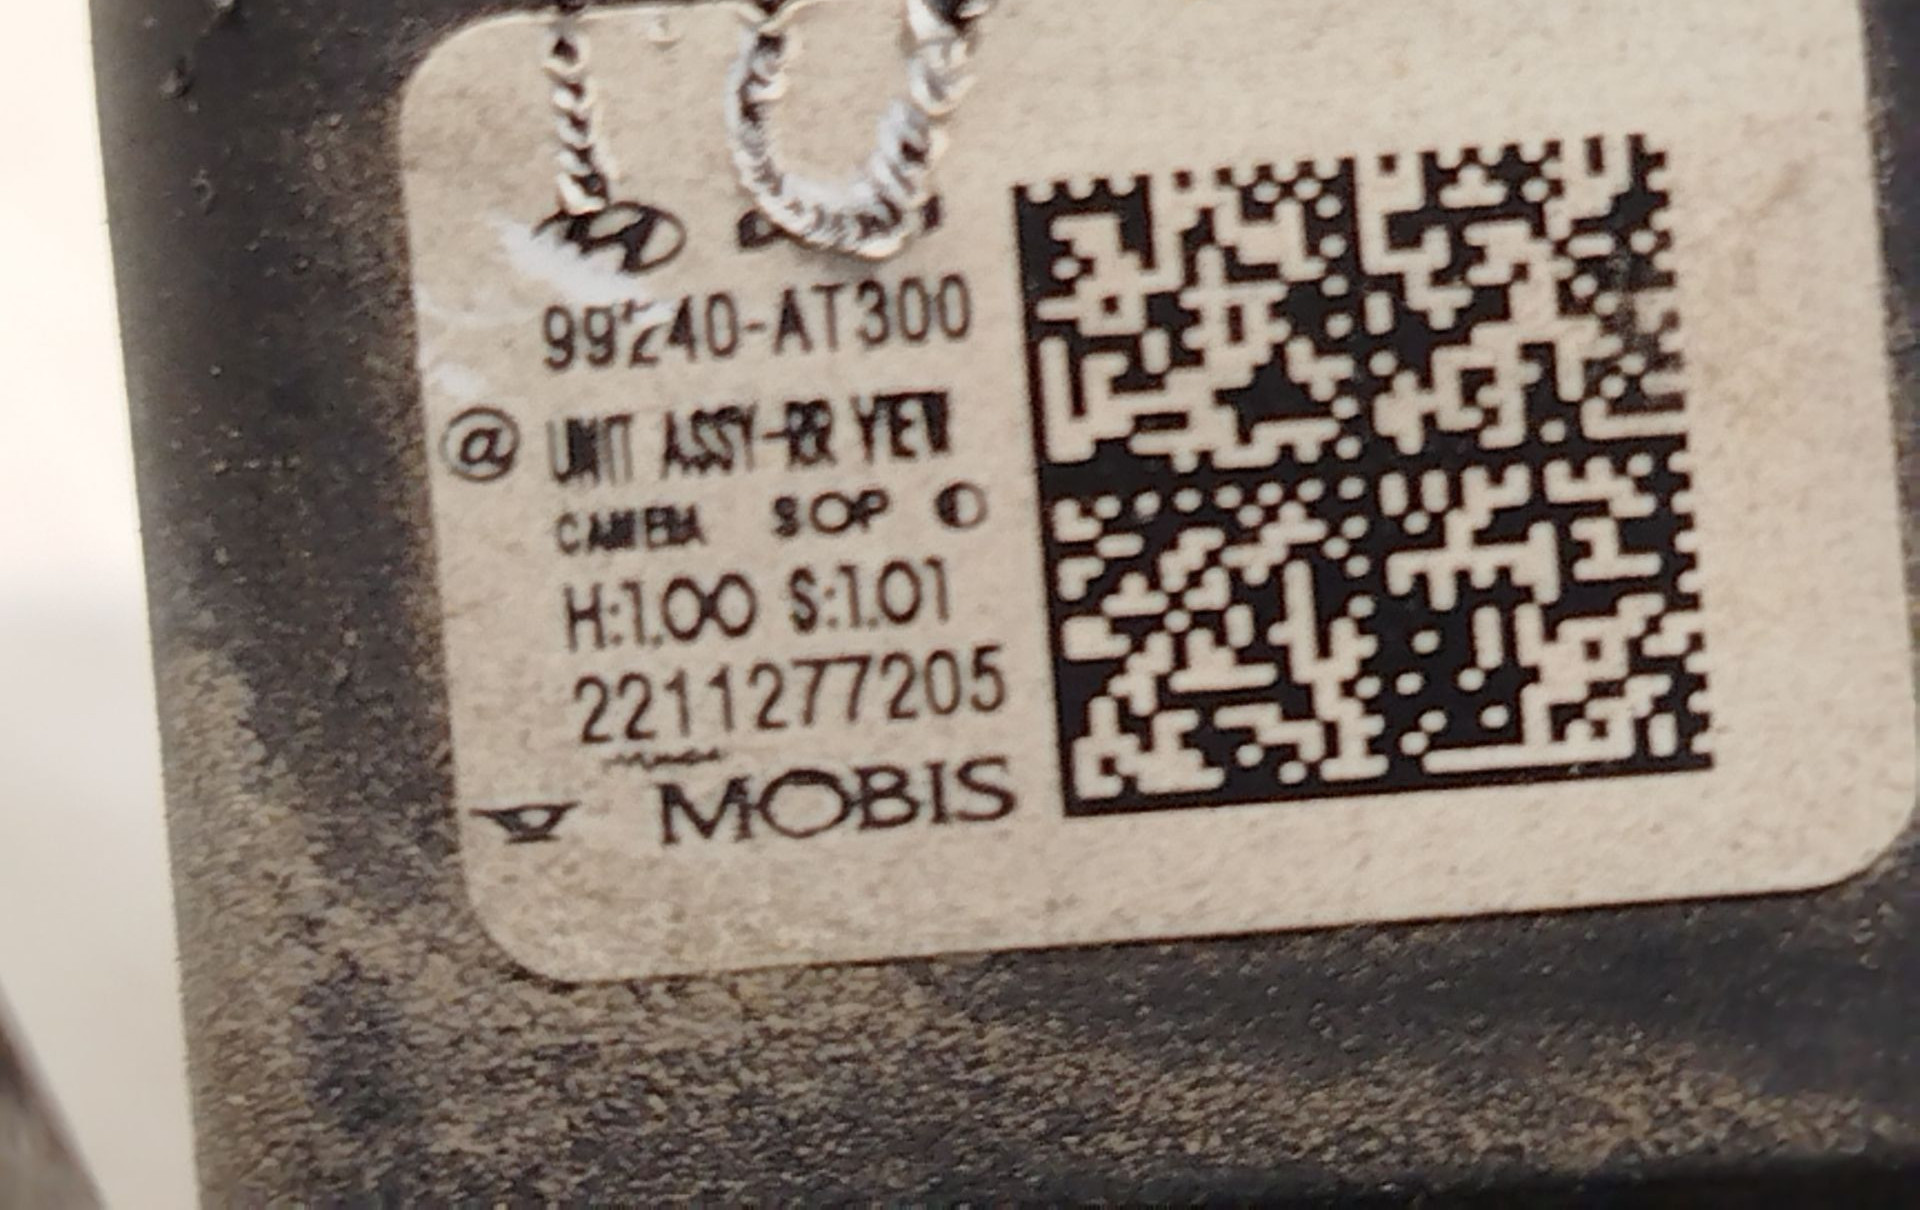 99240-AT300
@ UNIT ASSY-RR VIEW
CAMERA SOP
H:1.00 S:1.01
2211277205
MOBIS